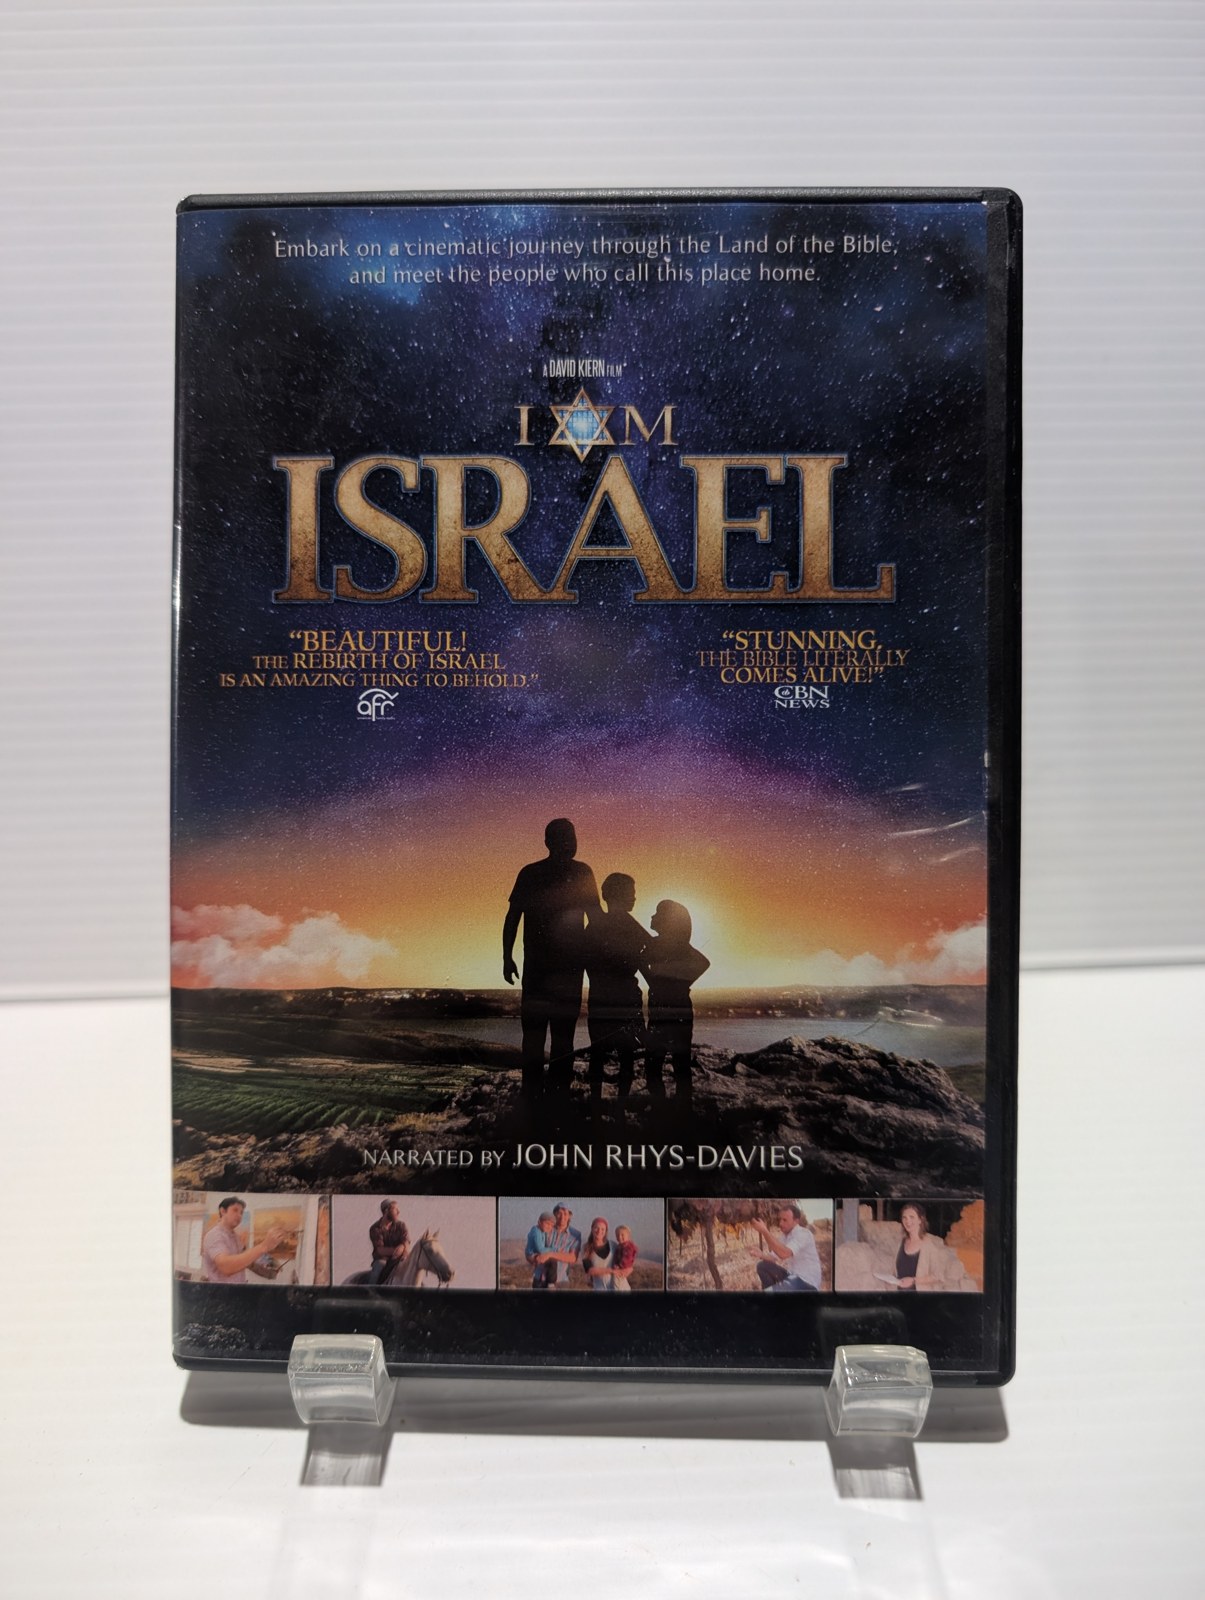 Embark on a cinematic journey through the Land of the Bible,
and meet the people who call this place home.
A DAVID KIERN FILM
I AM
ISRAEL
“BEAUTIFUL!
THE REBIRTH OF ISRAEL
IS AN AMAZING THING TO BEHOLD.”
afr
“STUNNING,
THE BIBLE LITERALLY
COMES ALIVE!”
CBN
NEWS
NARRATED BY JOHN RHYS-DAVIES